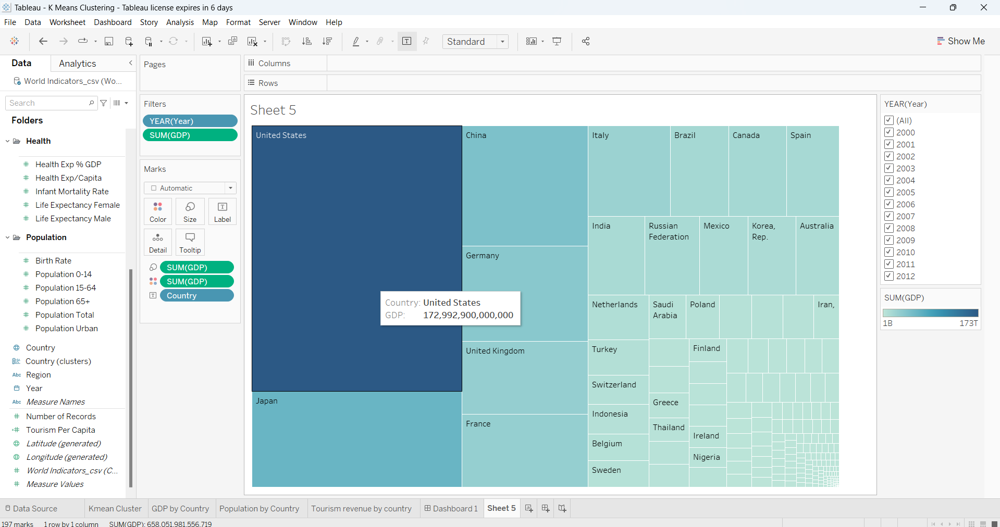 Tableau - K Means Clustering - Tableau license expires in 6 days
File Data Worksheet Dashboard Story Analysis Map Format Server Window Help
Standard
Show Me
Data Analytics
World Indicators_csv (Wo...
Search
Folders
Health
Health Exp % GDP
Health Exp/Capita
Infant Mortality Rate
Life Expectancy Female
Life Expectancy Male
Population
Birth Rate
Population 0-14
Population 15-64
Population 65+
Population Total
Population Urban
Country
Country (clusters)
Abc Region
Year
Abc Measure Names
Number of Records
Tourism Per Capita
Latitude (generated)
Longitude (generated)
World Indicators_csv (C...
Measure Values
Pages
Filters
YEAR(Year)
SUM(GDP)
Marks
Automatic
Color Size Label
Detail Tooltip
SUM(GDP)
SUM(GDP)
Country
Columns
Rows
Sheet 5
United States
Japan
China
Germany
United Kingdom
France
Italy
Brazil
Canada
Spain
India
Russian
Federation
Mexico
Korea,
Rep.
Australia
Netherlands
Saudi
Arabia
Poland
Iran,
Turkey
Finland
Switzerland
Greece
Indonesia
Thailand
Ireland
Belgium
Nigeria
Sweden
Country: United States
GDP: 172,992,900,000,000
YEAR(Year)
(All)
2000
2001
2002
2003
2004
2005
2006
2007
2008
2009
2010
2011
2012
SUM(GDP)
1B 173T
Data Source Kmean Cluster GDP by Country Population by Country Tourism revenue by country Dashboard 1 Sheet 5
197 marks 1 row by 1 column SUM(GDP): 658,051,981,556,719